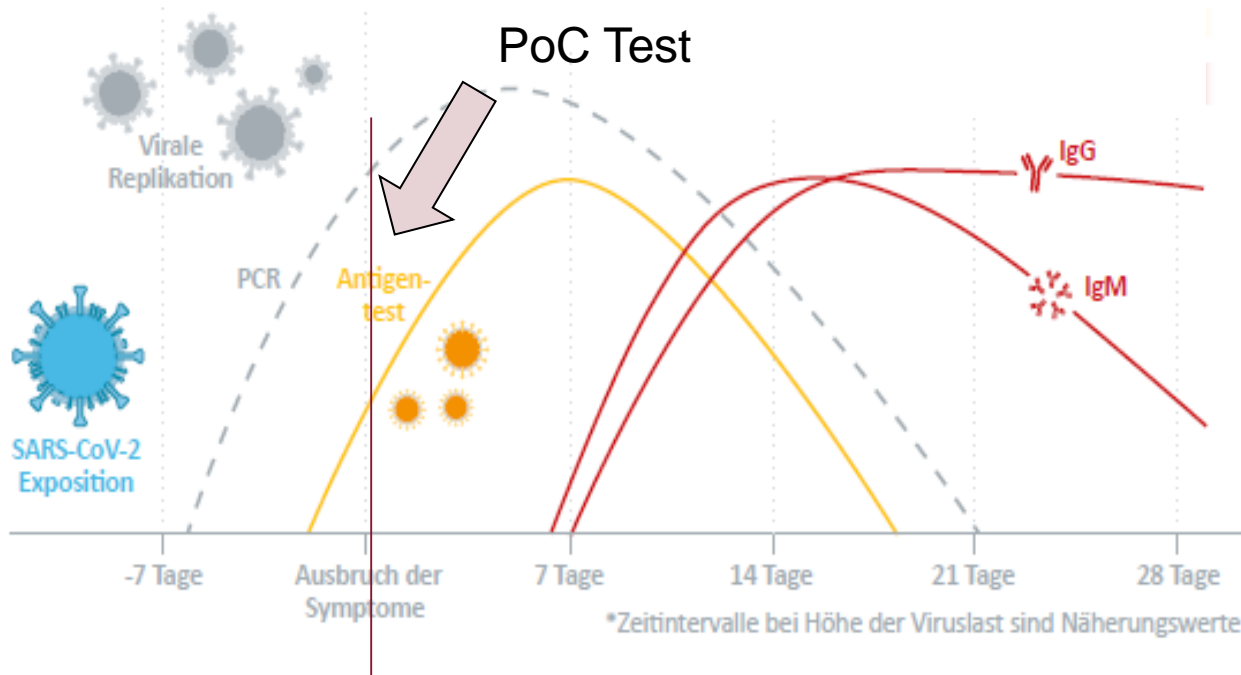 PoC Test
Virale
Replikation
IgG
PCR
Antigen-
test
IgM
SARS-CoV-2
Exposition
-7 Tage
Ausbruch der
Symptome
7 Tage
14 Tage
21 Tage
28 Tage
*Zeitintervalle bei Höhe der Viruslast sind Näherungswerte